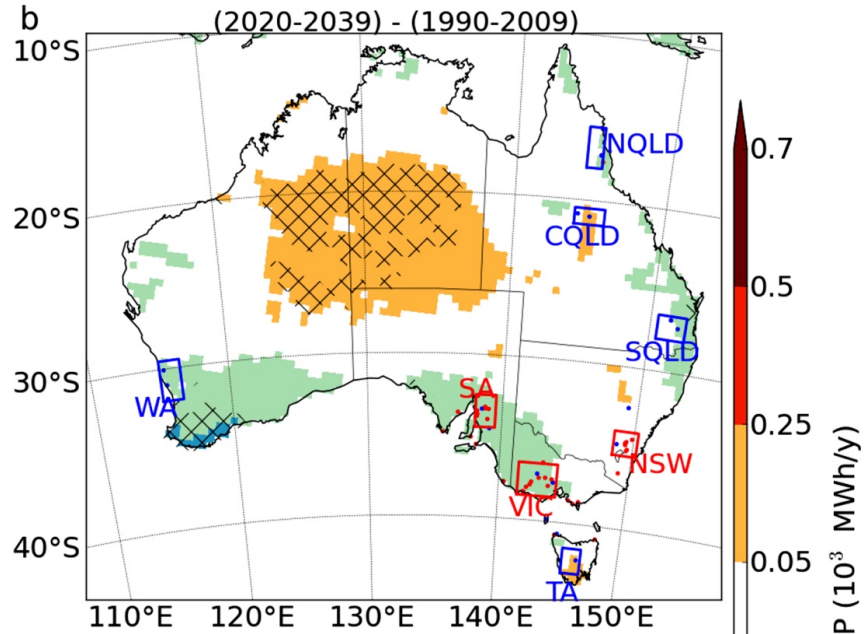 b
(2020-2039) - (1990-2009)
10°S
20°S
30°S
40°S
110°E
120°E
130°E
140°E
150°E
NQLD
CQLD
SQLD
WA
SA
NSW
VIC
TA
0.7
0.5
0.25
0.05
P (10³ MWh/y)